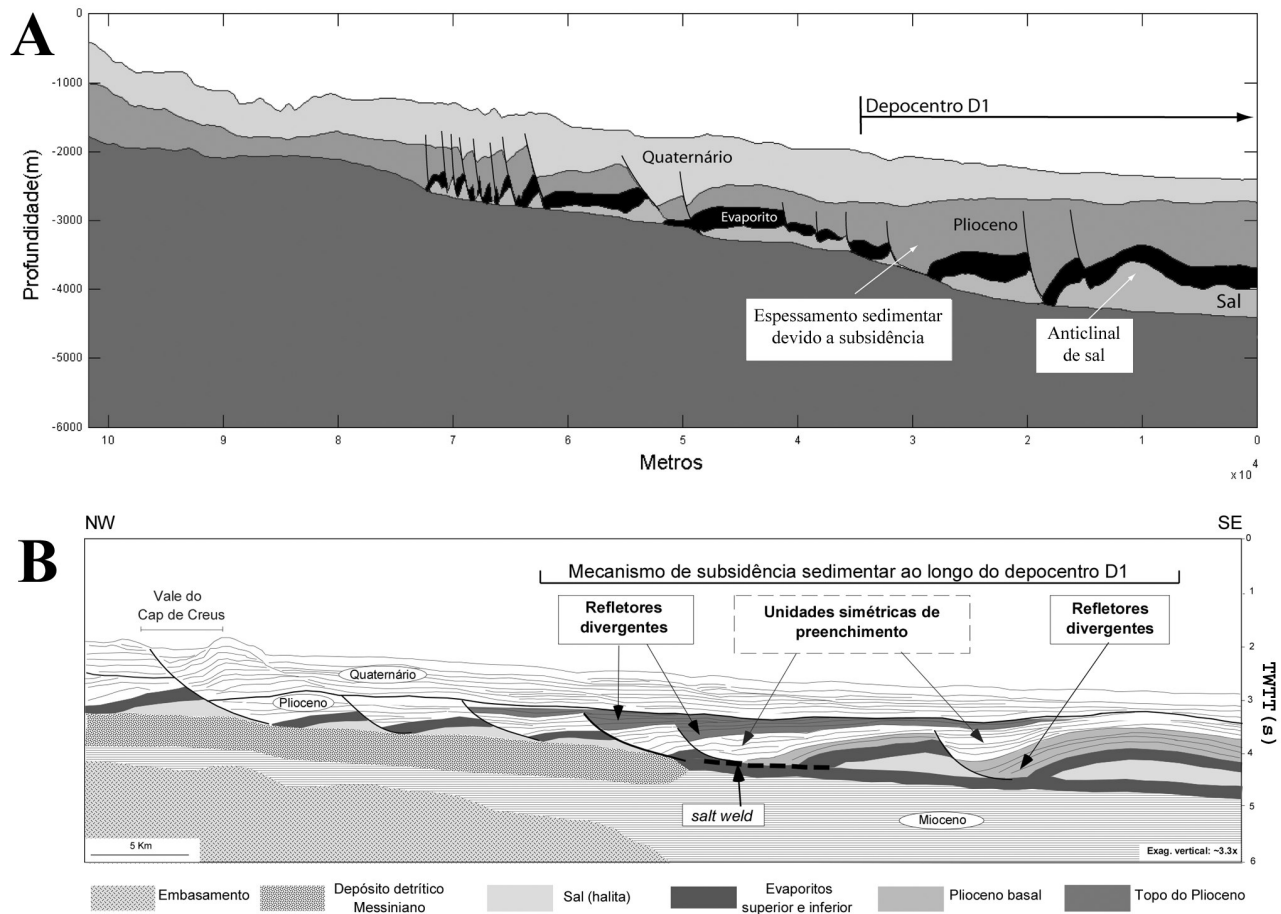 A
Profundidade(m)
0
-1000
-2000
-3000
-4000
-5000
-6000
Depocentro D1
Quaternário
Evaporito
Plioceno
Sal
Espessamento sedimentar
devido a subsidência
Anticlinal
de sal
10 9 8 7 6 5 4 3 2 1 0
Metros
x 10 4
B
NW
SE
Mecanismo de subsidência sedimentar ao longo do depocentro D1
Vale do
Cap de Creus
Refletores
divergentes
Unidades simétricas de
preenchimento
Refletores
divergentes
Quaternário
Plioceno
salt weld
Mioceno
0
1
2
3
4
5
6
TWTT (s)
5 Km
Exag. vertical: ~3.3x
Embasamento
Depósito detrítico
Messiniano
Sal (halita)
Evaporitos
superior e inferior
Plioceno basal
Topo do Plioceno